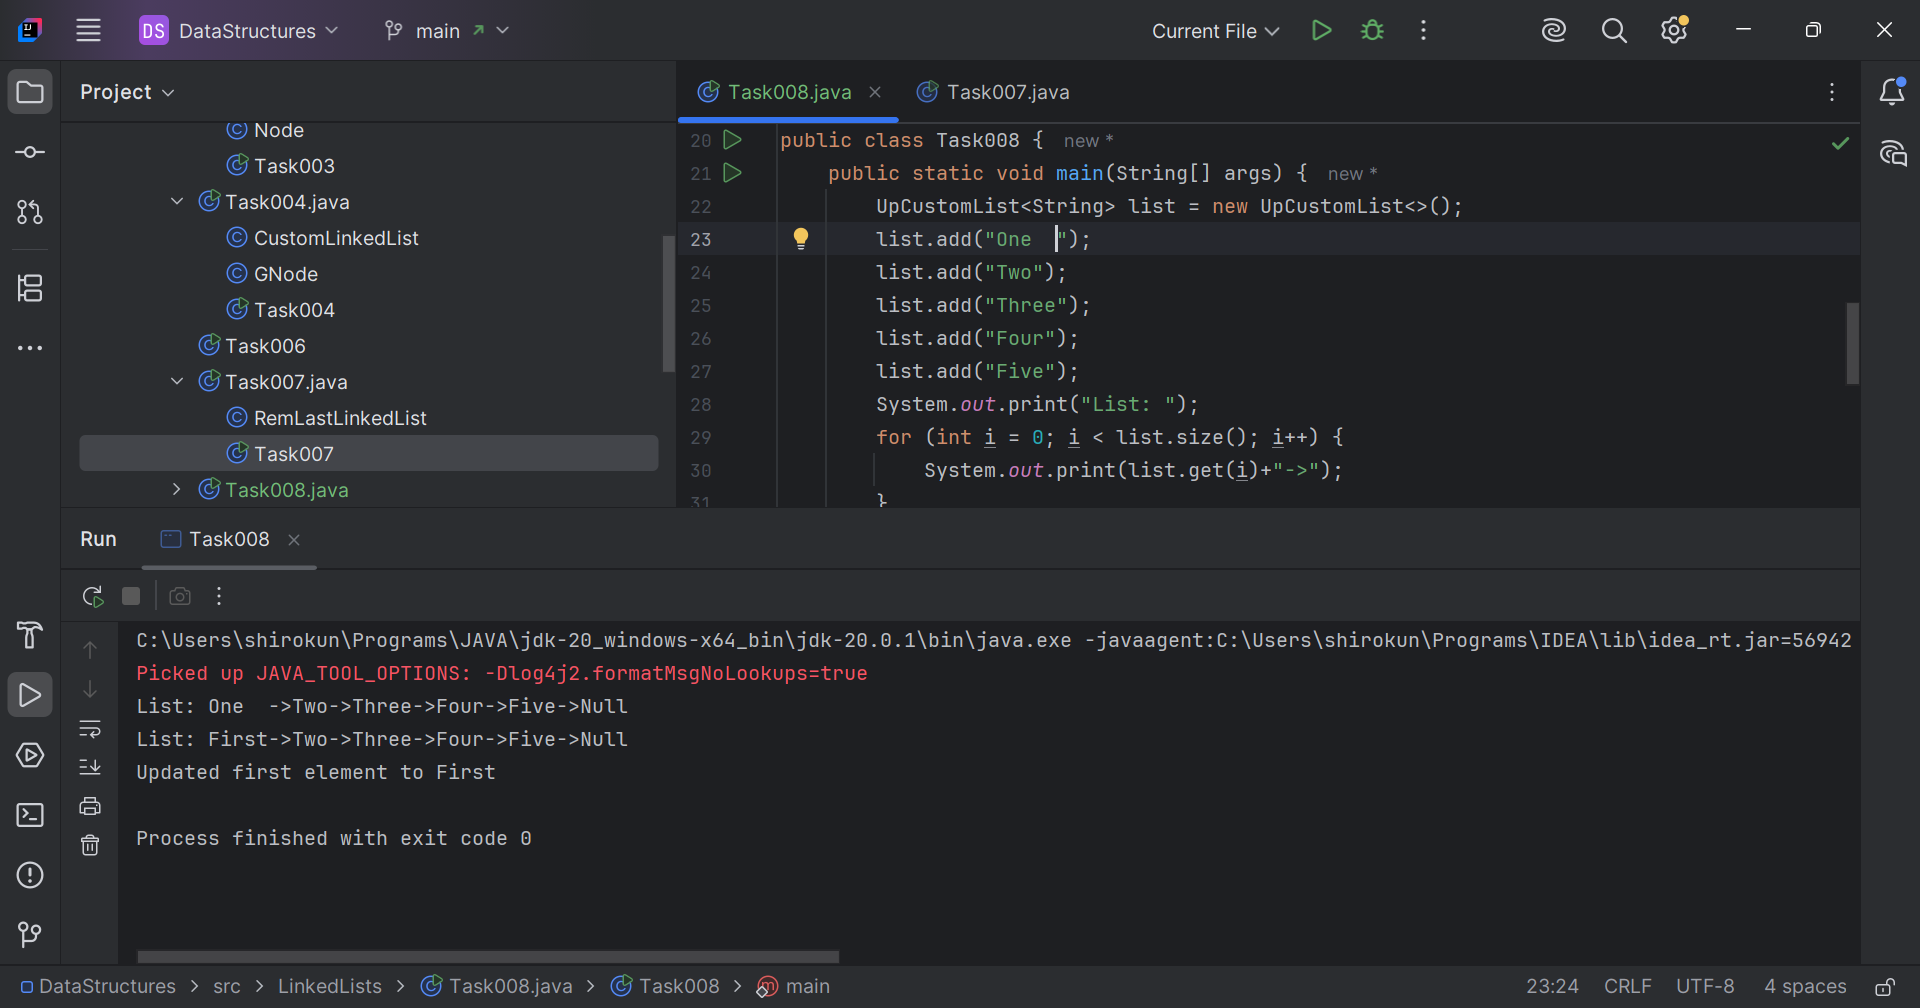 DS DataStructures main Current File
Project
Task008.java Task007.java
Node
Task003
Task004.java
CustomLinkedList
GNode
Task004
Task006
Task007.java
RemLastLinkedList
Task007
Task008.java
20 public class Task008 { new *
21 public static void main(String[] args) { new *
22 UpCustomList<String> list = new UpCustomList<>();
23 list.add("One  ");
24 list.add("Two");
25 list.add("Three");
26 list.add("Four");
27 list.add("Five");
28 System.out.print("List: ");
29 for (int i = 0; i < list.size(); i++) {
30 System.out.print(list.get(i)+"->");
31 }
Run Task008
C:\Users\shirokun\Programs\JAVA\jdk-20_windows-x64_bin\jdk-20.0.1\bin\java.exe -javaagent:C:\Users\shirokun\Programs\IDEA\lib\idea_rt.jar=56942
Picked up JAVA_TOOL_OPTIONS: -Dlog4j2.formatMsgNoLookups=true
List: One  ->Two->Three->Four->Five->Null
List: First->Two->Three->Four->Five->Null
Updated first element to First
Process finished with exit code 0
DataStructures > src > LinkedLists > Task008.java > Task008 > main 23:24 CRLF UTF-8 4 spaces